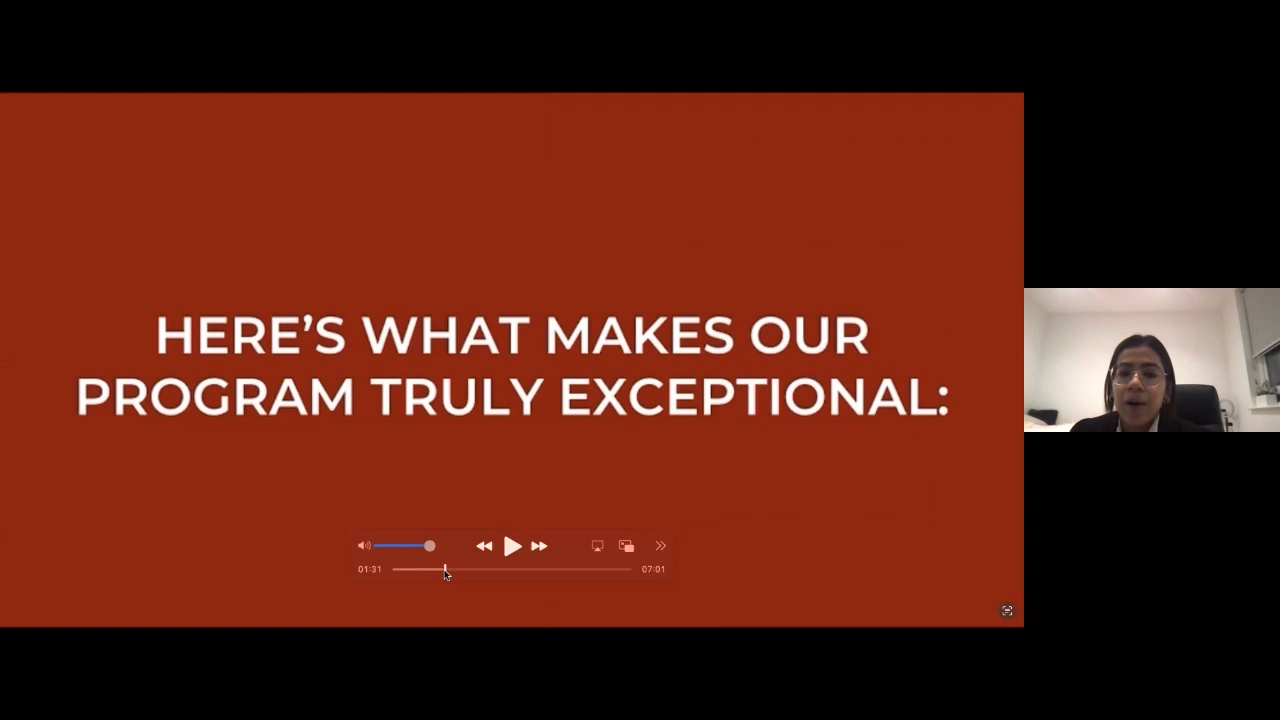 HERE’S WHAT MAKES OUR
PROGRAM TRULY EXCEPTIONAL:
01:31
07:01